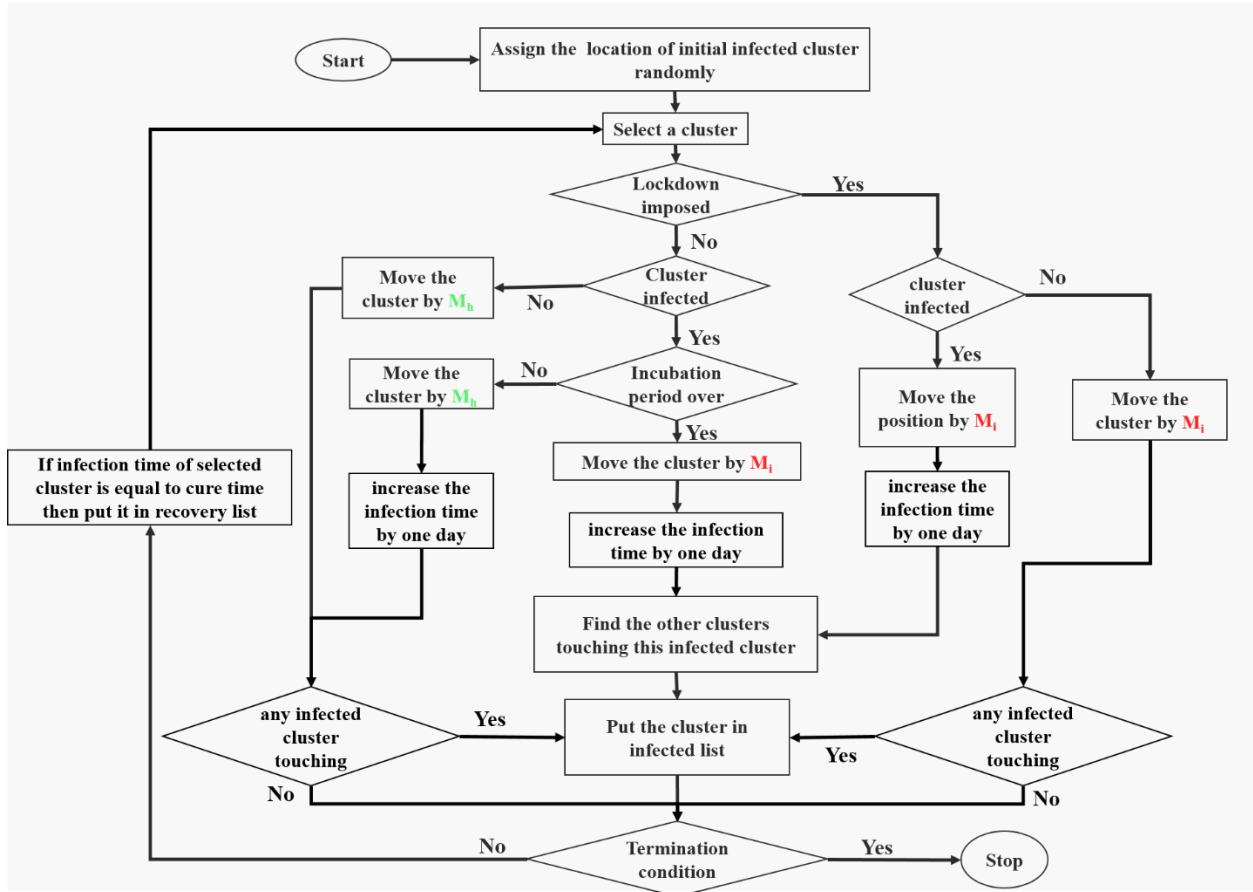 Start
Assign the location of initial infected cluster
randomly
Select a cluster
Lockdown
imposed
Yes
No
Move the
cluster by Mh
No
Cluster
infected
cluster
infected
No
Yes
Yes
Move the
cluster by Mh
No
Incubation
period over
Move the
position by Mi
Move the
cluster by Mi
Yes
Move the cluster by Mi
If infection time of selected
cluster is equal to cure time
then put it in recovery list
increase the
infection time
by one day
increase the infection
time by one day
increase the
infection time
by one day
Find the other clusters
touching this infected cluster
any infected
cluster
touching
Yes
Put the cluster in
infected list
Yes
any infected
cluster
touching
No
No
No
Termination
condition
Yes
Stop